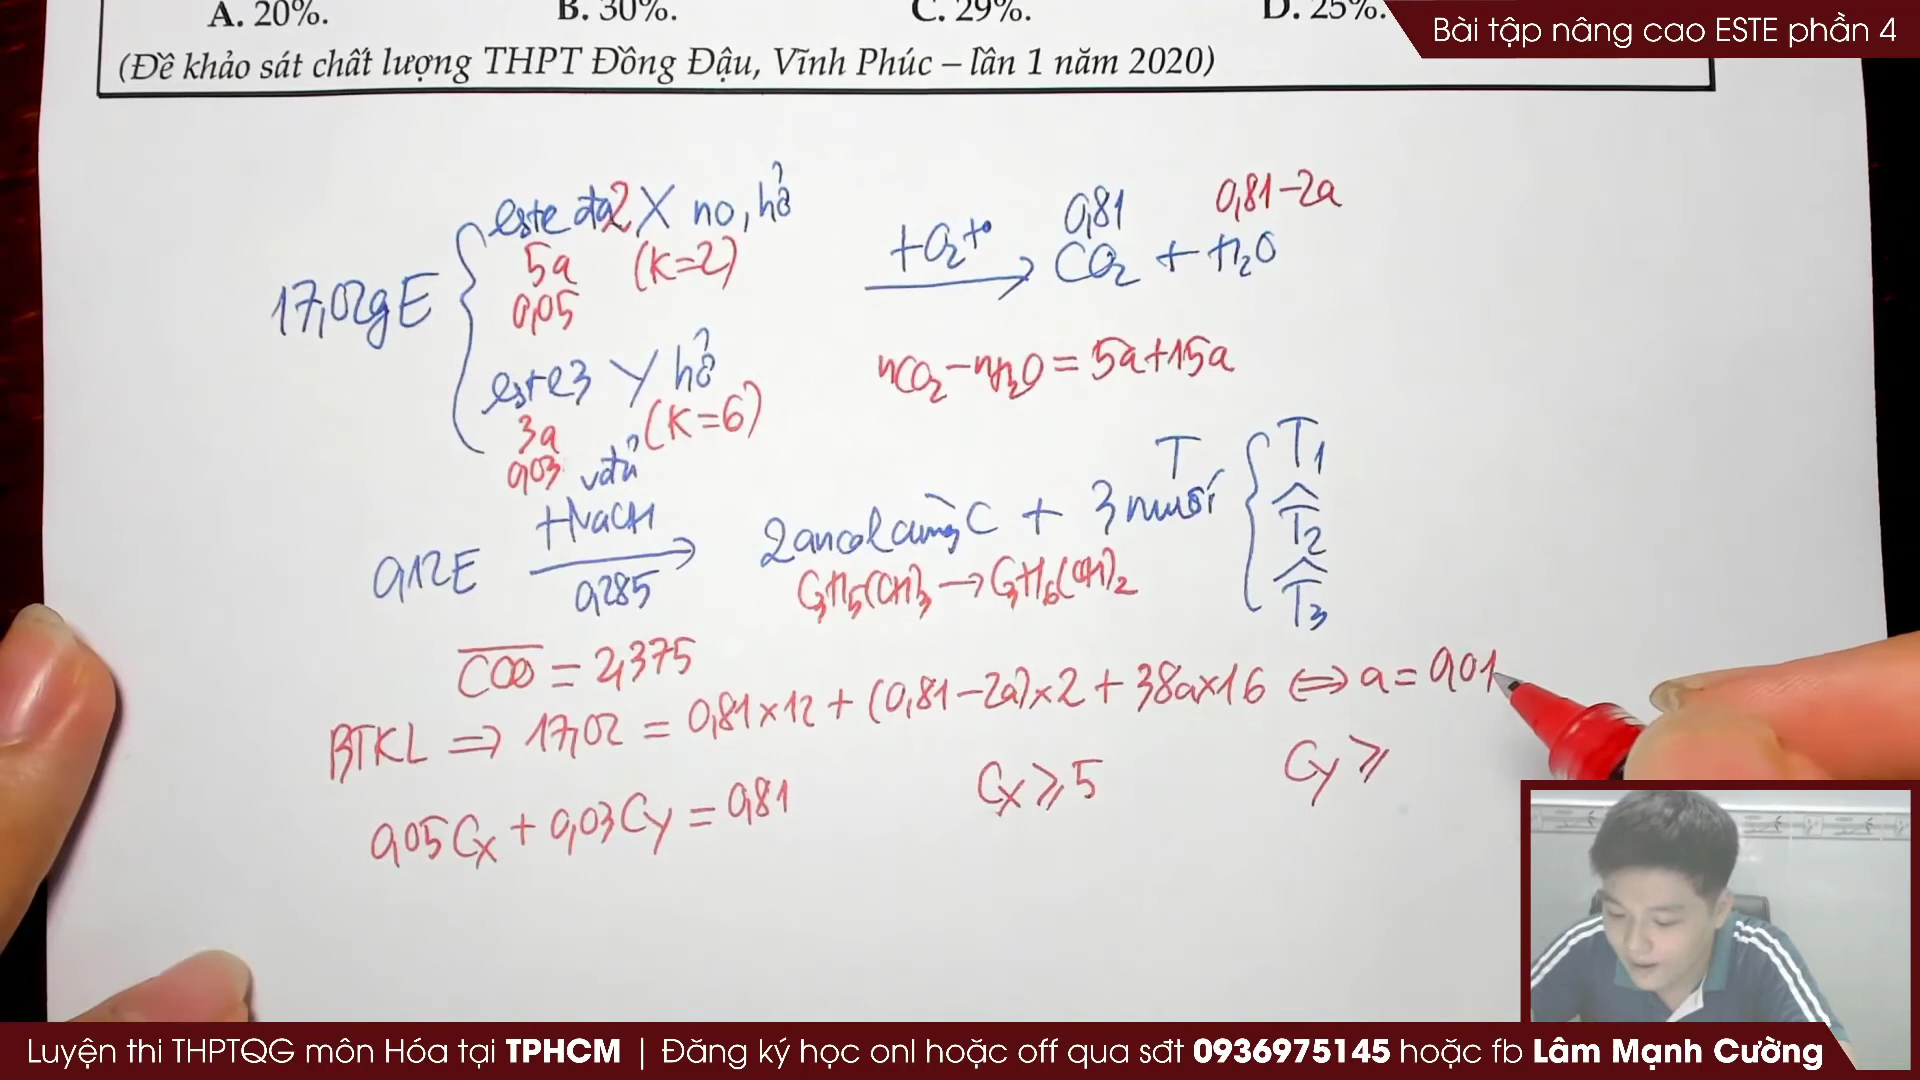 A. 20%. B. 30%. C. 29%. D. 25%.
Bài tập nâng cao ESTE phần 4
(Đề khảo sát chất lượng THPT Đồng Đậu, Vĩnh Phúc – lần 1 năm 2020)
este đa2 X no, hở
5a (K=2)
0,05
17,02g E
este3 Y hở
3a (K=6)
0,03
+O2 t°
0,81 0,81-2a
CO2 + H2O
nCO2 - nH2O = 5a+15a
vđủ
+NaOH
0,12E 0,285
2 ancol cùng C + 3 muối T
C3H5(OH)3 → C3H6(OH)2
T1
^
T2
^
T3
COO = 2,375
BTKL ⇒ 17,02 = 0,81×12 + (0,81-2a)×2 + 38a×16 ⇔ a = 0,01
0,05Cx + 0,03Cy = 0,81 Cx ⩾ 5 Cy ⩾
Luyện thi THPTQG môn Hóa tại TPHCM | Đăng ký học onl hoặc off qua sđt 0936975145 hoặc fb Lâm Mạnh Cường